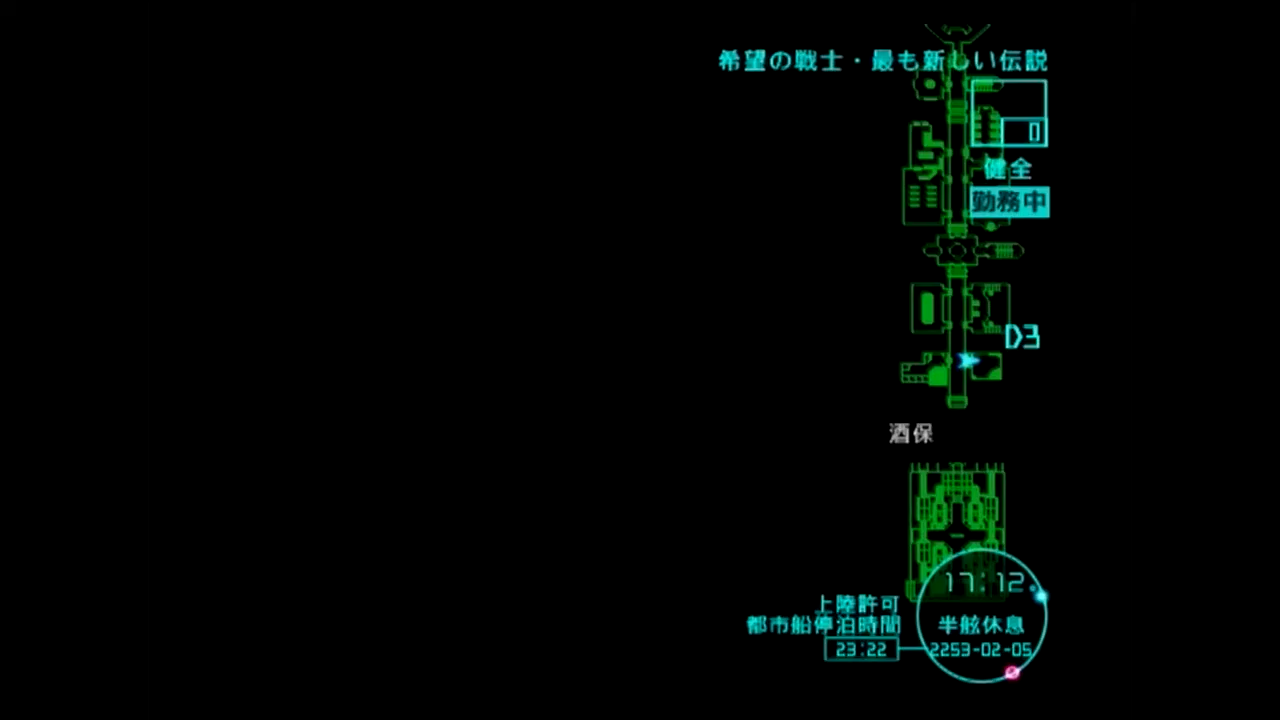 希望の戦士・最も新しい伝説
0
健全
勤務中
D3
酒保
17:12
上陸許可
都市船停泊時間
半舷休息
23:22
2253-02-05